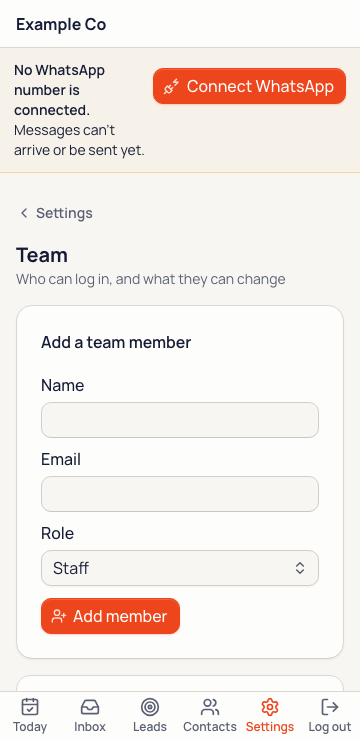 Example Co
No WhatsApp
number is
connected.
Messages can't
arrive or be sent yet.
Connect WhatsApp
Settings
Team
Who can log in, and what they can change
Add a team member
Name
Email
Role
Staff
Add member
Today
Inbox
Leads
Contacts
Settings
Log out